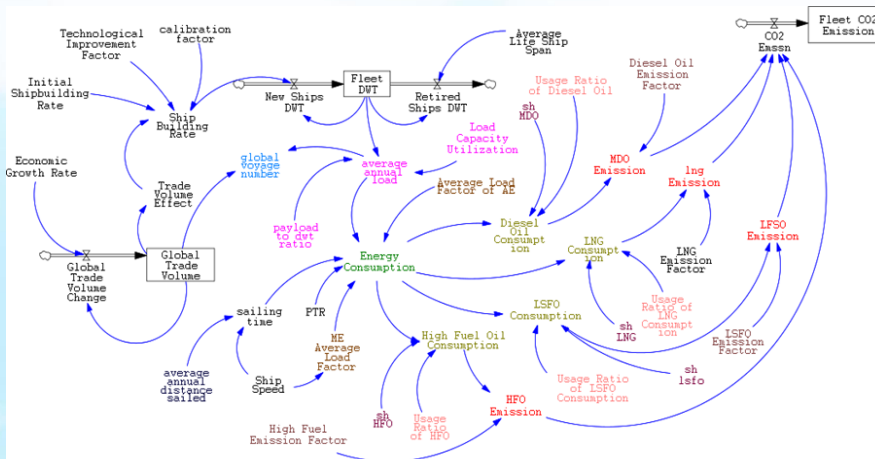 Technological
Improvement
Factor
calibration
factor
Initial
Shipbuilding
Rate
Ship
Building
Rate
Economic
Growth Rate
Trade
Volume
Effect
Global
Trade
Volume
Change
Global Trade
Volume
New Ships
DWT
Fleet
DWT
Retired
Ships DWT
Average
Life Ship
Span
global
voyage
number
average
annual
load
Load
Capacity
Utilization
payload
to dwt
ratio
Average Load
Factor of AE
Energy
Consumption
sailing
time
PTR
ME
Average
Load
Factor
average
annual
distance
sailed
Ship
Speed
Usage Ratio
of Diesel Oil
sh
MDO
Diesel Oil
Emission
Factor
MDO
Emission
Diesel
Oil
Consumpt
ion
lng
Emission
LNG
Consumpt
ion
LNG
Emission
Factor
LFSO
Emission
LSFO
Consumption
Usage
Ratio of
LNG
Consumpt
ion
sh
LNG
LSFO
Emission
Factor
sh
lsfo
Usage Ratio
of LSFO
Consumption
High Fuel Oil
Consumption
sh
HFO
Usage
Ratio
of HFO
HFO
Emission
High Fuel
Emission Factor
CO2
Emssn
Fleet CO2
Emission